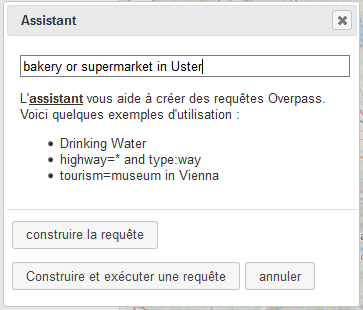 Assistant
bakery or supermarket in Uster
L'assistant vous aide à créer des requêtes Overpass.
Voici quelques exemples d'utilisation :
• Drinking Water
• highway=* and type:way
• tourism=museum in Vienna
construire la requête
Construire et exécuter une requête
annuler